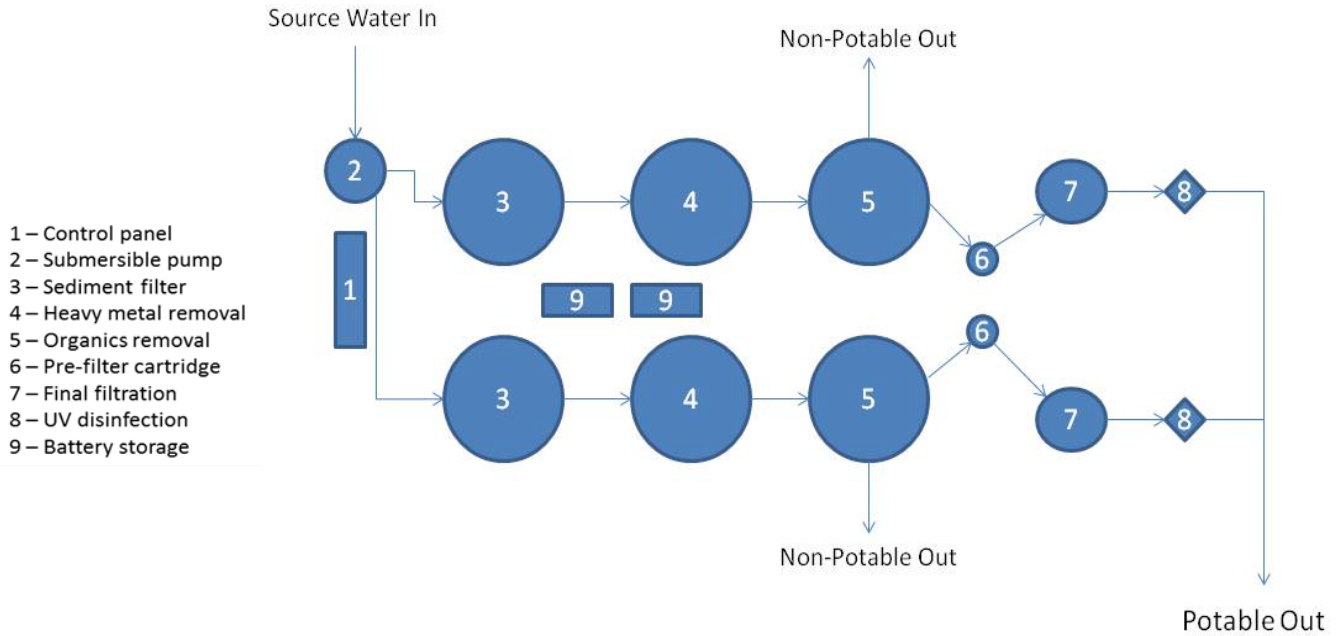 Source Water In
Non-Potable Out
2
3
4
5
7
8
6
1 – Control panel
2 – Submersible pump
3 – Sediment filter
4 – Heavy metal removal
5 – Organics removal
6 – Pre-filter cartridge
7 – Final filtration
8 – UV disinfection
9 – Battery storage
1
9
9
6
3
4
5
7
8
Non-Potable Out
Potable Out